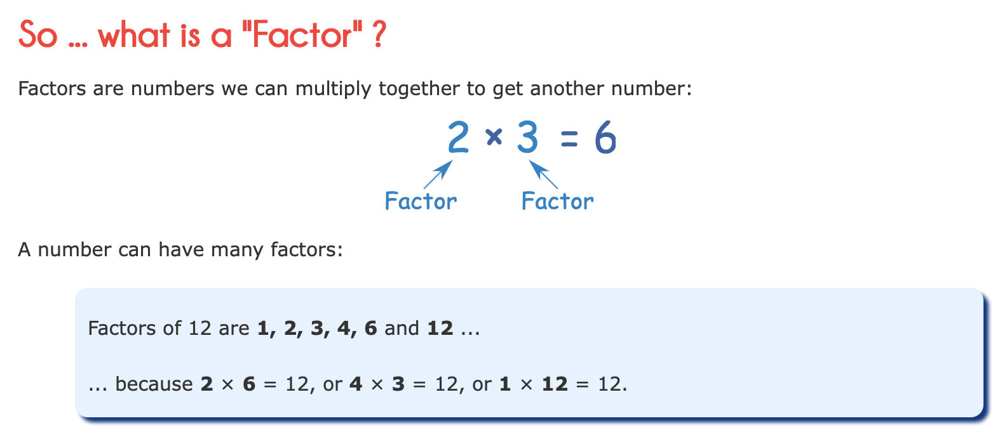 So ... what is a "Factor" ?
Factors are numbers we can multiply together to get another number:
2 × 3 = 6
Factor Factor
A number can have many factors:
Factors of 12 are 1, 2, 3, 4, 6 and 12 ...
... because 2 × 6 = 12, or 4 × 3 = 12, or 1 × 12 = 12.